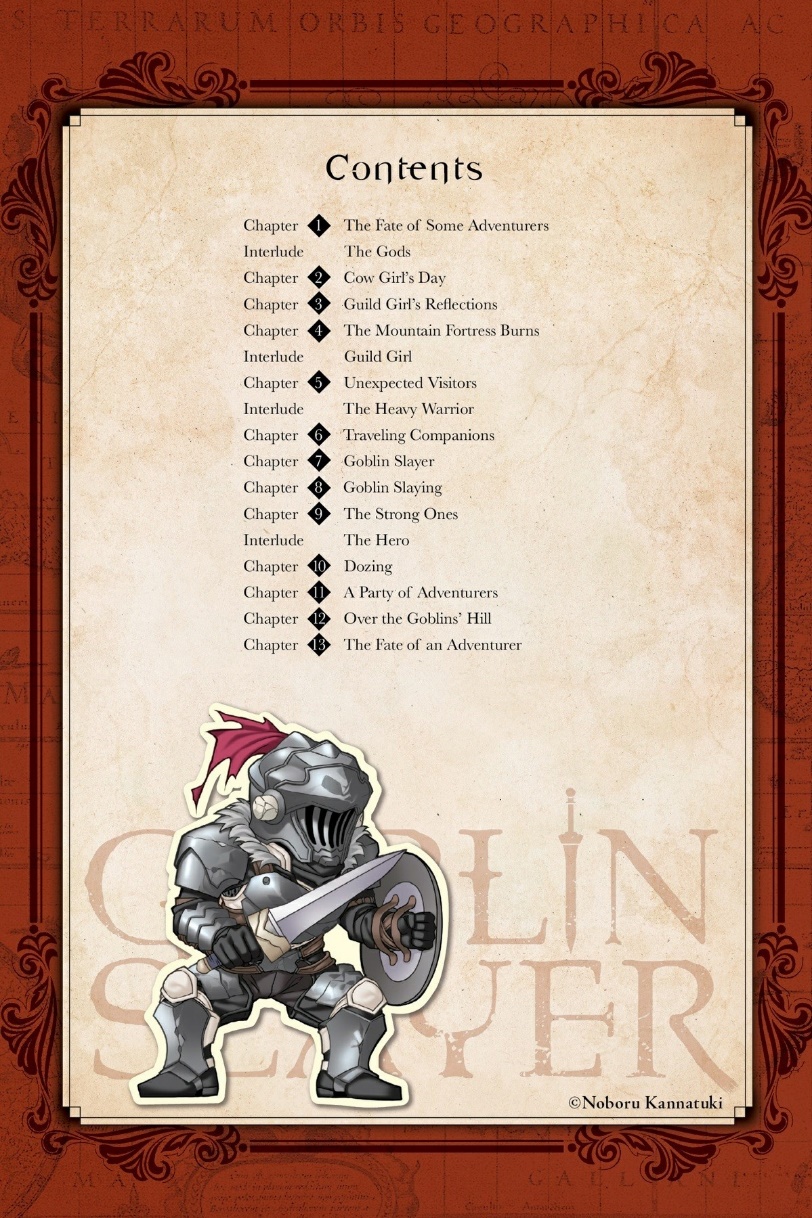 S TERRARUM ORBIS GEOGRAPHICA AC
Contents
Chapter 1 The Fate of Some Adventurers
Interlude The Gods
Chapter 2 Cow Girl's Day
Chapter 3 Guild Girl's Reflections
Chapter 4 The Mountain Fortress Burns
Interlude Guild Girl
Chapter 5 Unexpected Visitors
Interlude The Heavy Warrior
Chapter 6 Traveling Companions
Chapter 7 Goblin Slayer
Chapter 8 Goblin Slaying
Chapter 9 The Strong Ones
Interlude The Hero
Chapter 10 Dozing
Chapter 11 A Party of Adventurers
Chapter 12 Over the Goblins' Hill
Chapter 13 The Fate of an Adventurer
GOBLIN
SLAYER
©Noboru Kannatuki